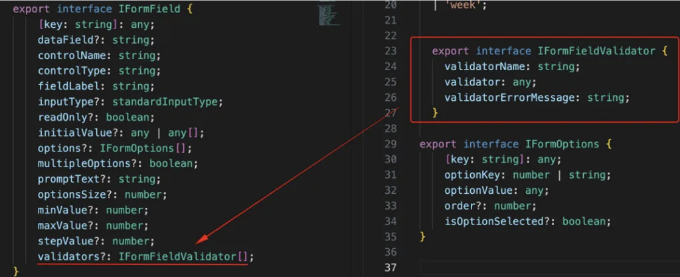 export interface IFormField {
[key: string]: any;
dataField?: string;
controlName: string;
controlType: string;
fieldLabel: string;
inputType?: standardInputType;
readOnly?: boolean;
initialValue?: any | any[];
options?: IFormOptions[];
multipleOptions?: boolean;
promptText?: string;
optionsSize?: number;
minValue?: number;
maxValue?: number;
stepValue?: number;
validators?: IFormFieldValidator[];
}
20 | 'week';
21
22
23 export interface IFormFieldValidator {
24 validatorName: string;
25 validator: any;
26 validatorErrorMessage: string;
27 }
28
29 export interface IFormOptions {
30 [key: string]: any;
31 optionKey: number | string;
32 optionValue: any;
33 order?: number;
34 isOptionSelected?: boolean;
35 }
37